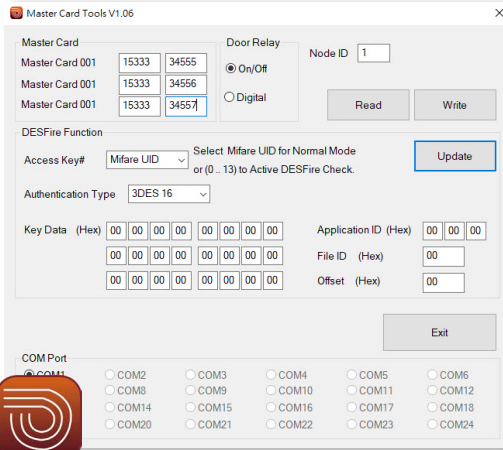 Master Card Tools V1.06
Master Card
Door Relay
Node ID 1
Master Card 001 15333 34555
On/Off
Master Card 001 15333 34556
Master Card 001 15333 34557
Digital
Read Write
DESFire Function
Access Key# Mifare UID Select Mifare UID for Normal Mode
or (0 .. 13) to Active DESFire Check.
Update
Authentication Type 3DES 16
Key Data (Hex) 00 00 00 00 00 00 00 00 Application ID (Hex) 00 00 00
00 00 00 00 00 00 00 00 File ID (Hex) 00
00 00 00 00 00 00 00 00 Offset (Hex) 00
Exit
COM Port
COM1 COM2 COM3 COM4 COM5 COM6
COM8 COM9 COM10 COM11 COM12
COM14 COM15 COM16 COM17 COM18
COM20 COM21 COM22 COM23 COM24